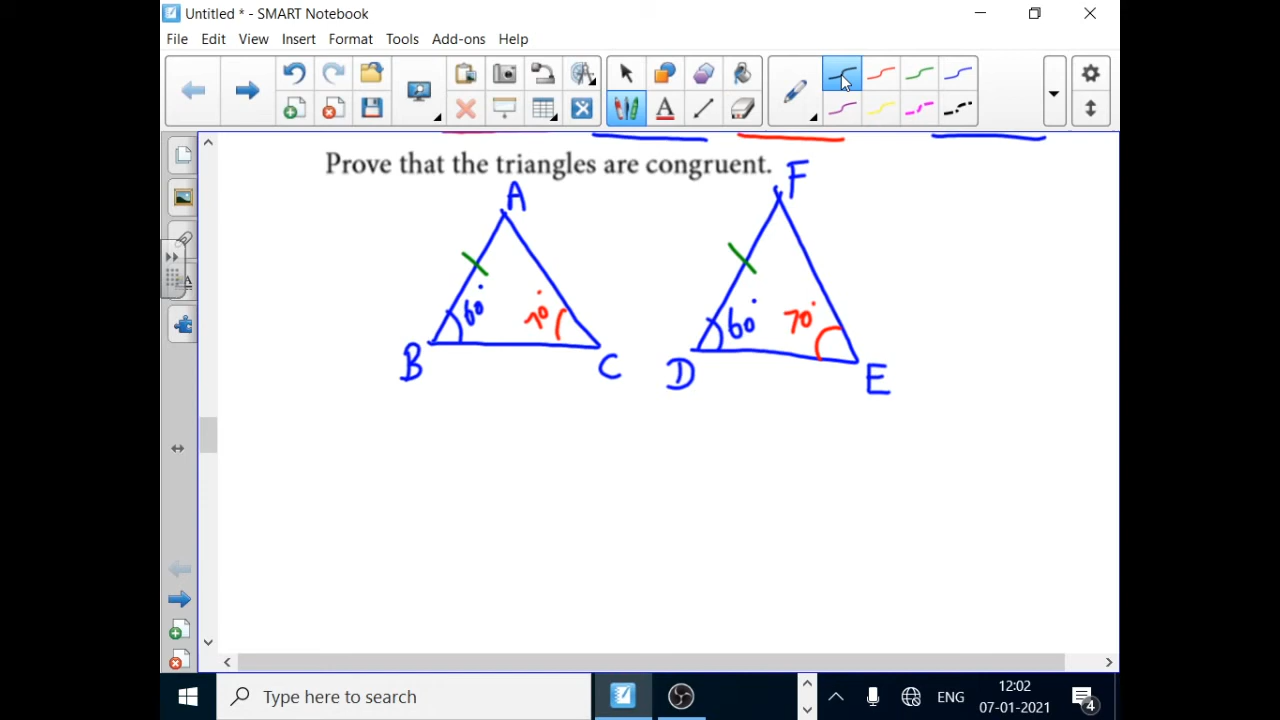 Untitled * - SMART Notebook
File Edit View Insert Format Tools Add-ons Help
Prove that the triangles are congruent.
A F
60° 70° 60° 70°
B C D E
Type here to search
ENG
12:02
07-01-2021
4